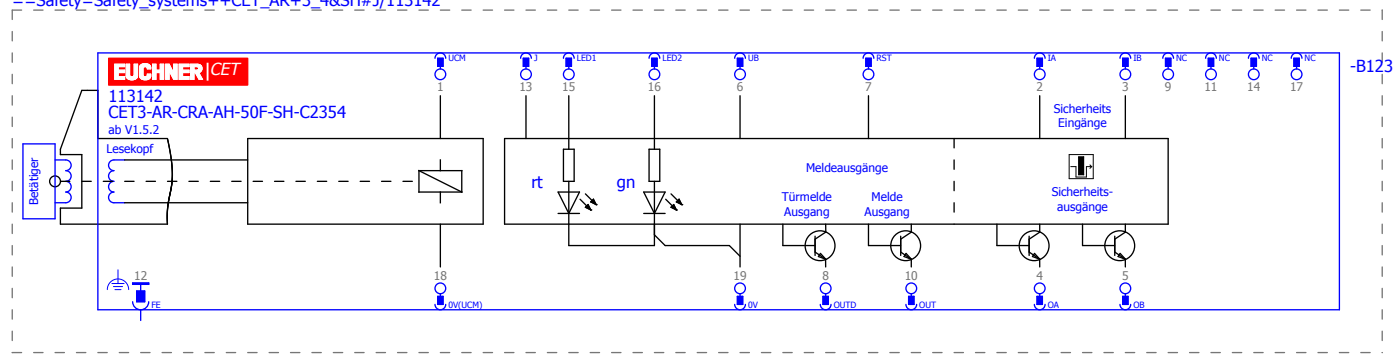 ==Safety=Safety_systems++CET_AR+3_4&SH#J/113142
UCM J LED1 LED2 UB RST IA IB NC NC NC NC
-B123
EUCHNER CET
1 13 15 16 6 7 2 3 9 11 14 17
113142
CET3-AR-CRA-AH-50F-SH-C2354
ab V1.5.2
Sicherheits
Eingänge
Lesekopf
Betätiger
Meldeausgänge
rt gn
Türmelde
Ausgang
Melde
Ausgang
Sicherheits-
ausgänge
12 18 19 8 10 4 5
FE 0V(UCM) 0V OUTD OUT OA OB